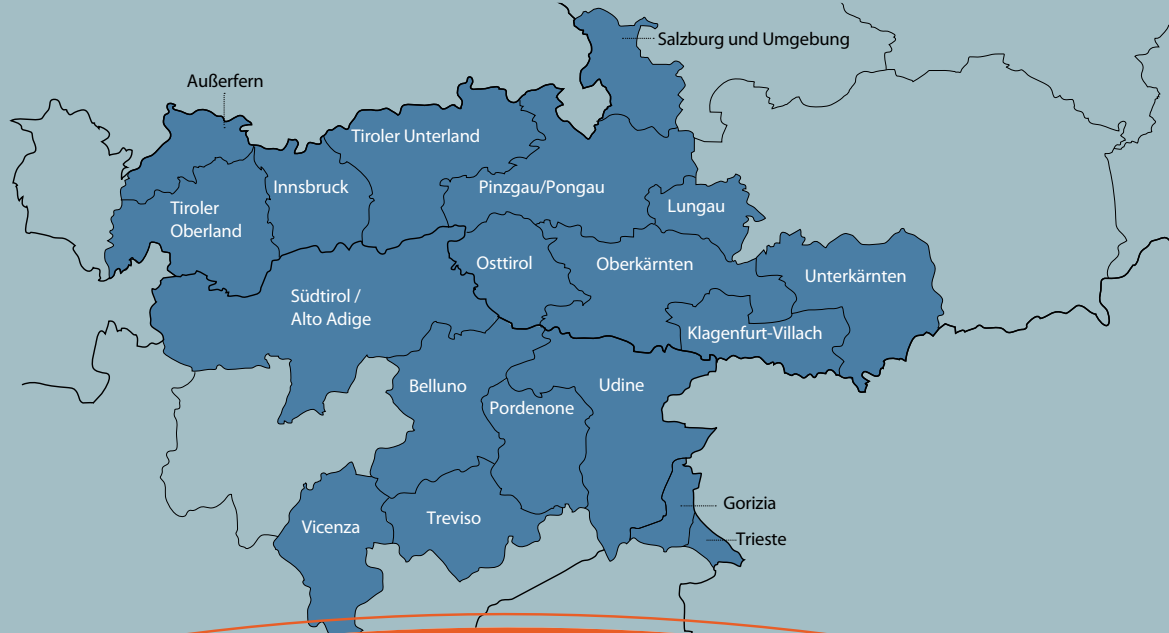 Salzburg und Umgebung
Außerfern
Tiroler Unterland
Innsbruck
Pinzgau/Pongau
Tiroler
Oberland
Lungau
Osttirol
Oberkärnten
Unterkärnten
Südtirol /
Alto Adige
Klagenfurt-Villach
Belluno
Udine
Pordenone
Gorizia
Vicenza
Treviso
Trieste